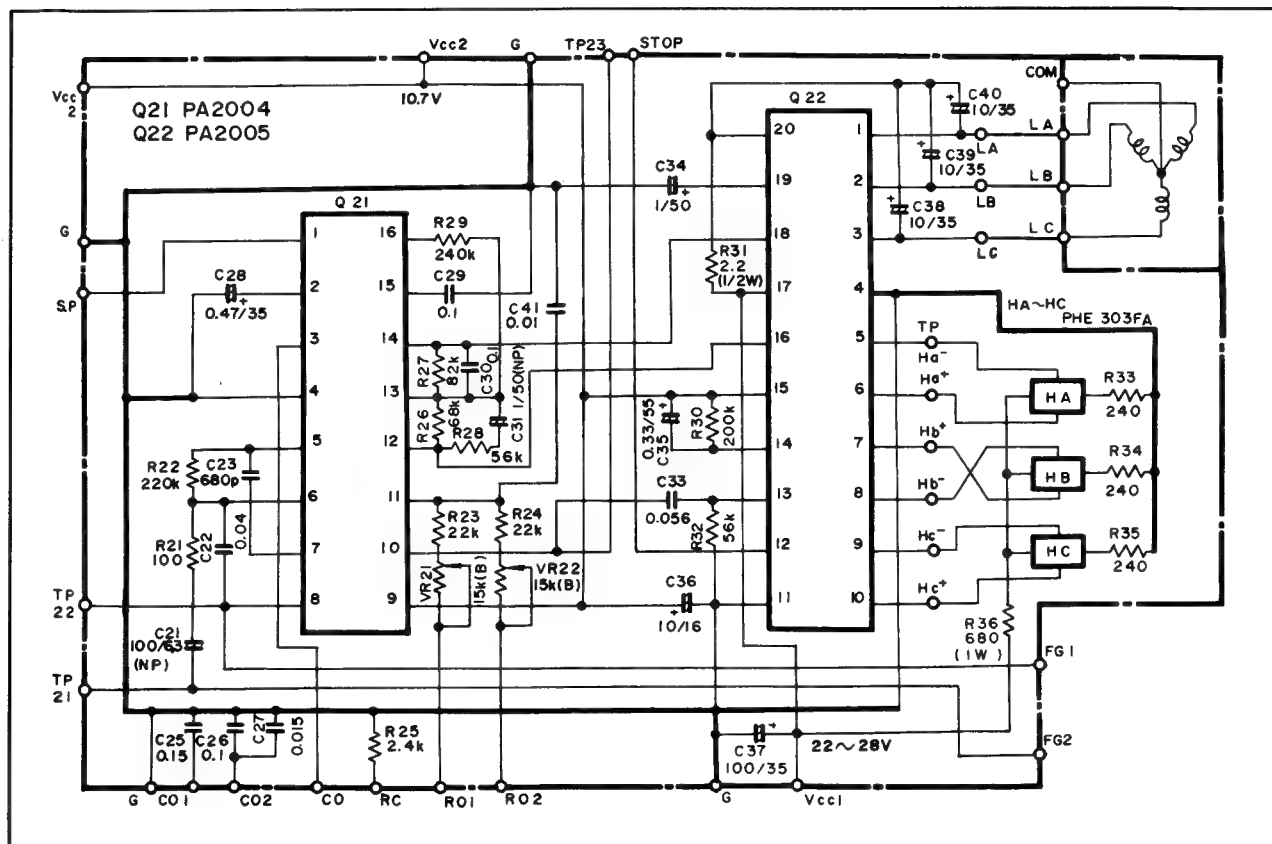 Vcc2 G TP23 STOP
Vcc 2
10.7V
Q21 PA2004
Q22 PA2005
COM
Q22
C40 10/35
20 1 LA LA
C39 10/35
C34 1/50
19 2 LB LB
C38 10/35
G
Q 21
1 16 R29 240k
18 3 LC LC
R31 2.2 (1/2W)
S.P
C28 0.47/35
2 15 C29 0.1
C41 0.01
17 4 HA~HC
PHE 303FA
3 14
R27 82k
C30 0.1
16 5 TP Ha-
4 13
R26 68k
C31 1/50(NP)
15 6 Ha+
HA R33 240
R28 56k
0.33/55 C35
R30 200k
5 12
14 7 Hb+
R22 220k
C23 680p
HB R34 240
6 11
C33 0.056
13 8 Hb-
R21 100
C22 0.04
R23 22k
R24 22k
R32 56k
7 10
12 9 Hc-
HC R35 240
VR21 15k(B)
VR22 15k(B)
TP 22
8 9
C36 10/16
11 10 Hc+
C21 100/6.3 (NP)
R36 680 (1W)
FG1
TP 21
C25 0.15
C26 0.1
C27 0.015
R25 2.4k
C37 100/35
22~28V
FG2
G CO1 CO2 CO RC RO1 RO2 G Vcc1